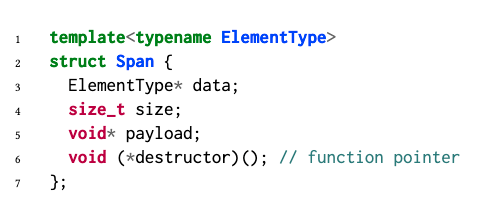 1 template<typename ElementType>
2 struct Span {
3   ElementType* data;
4   size_t size;
5   void* payload;
6   void (*destructor)(); // function pointer
7 };